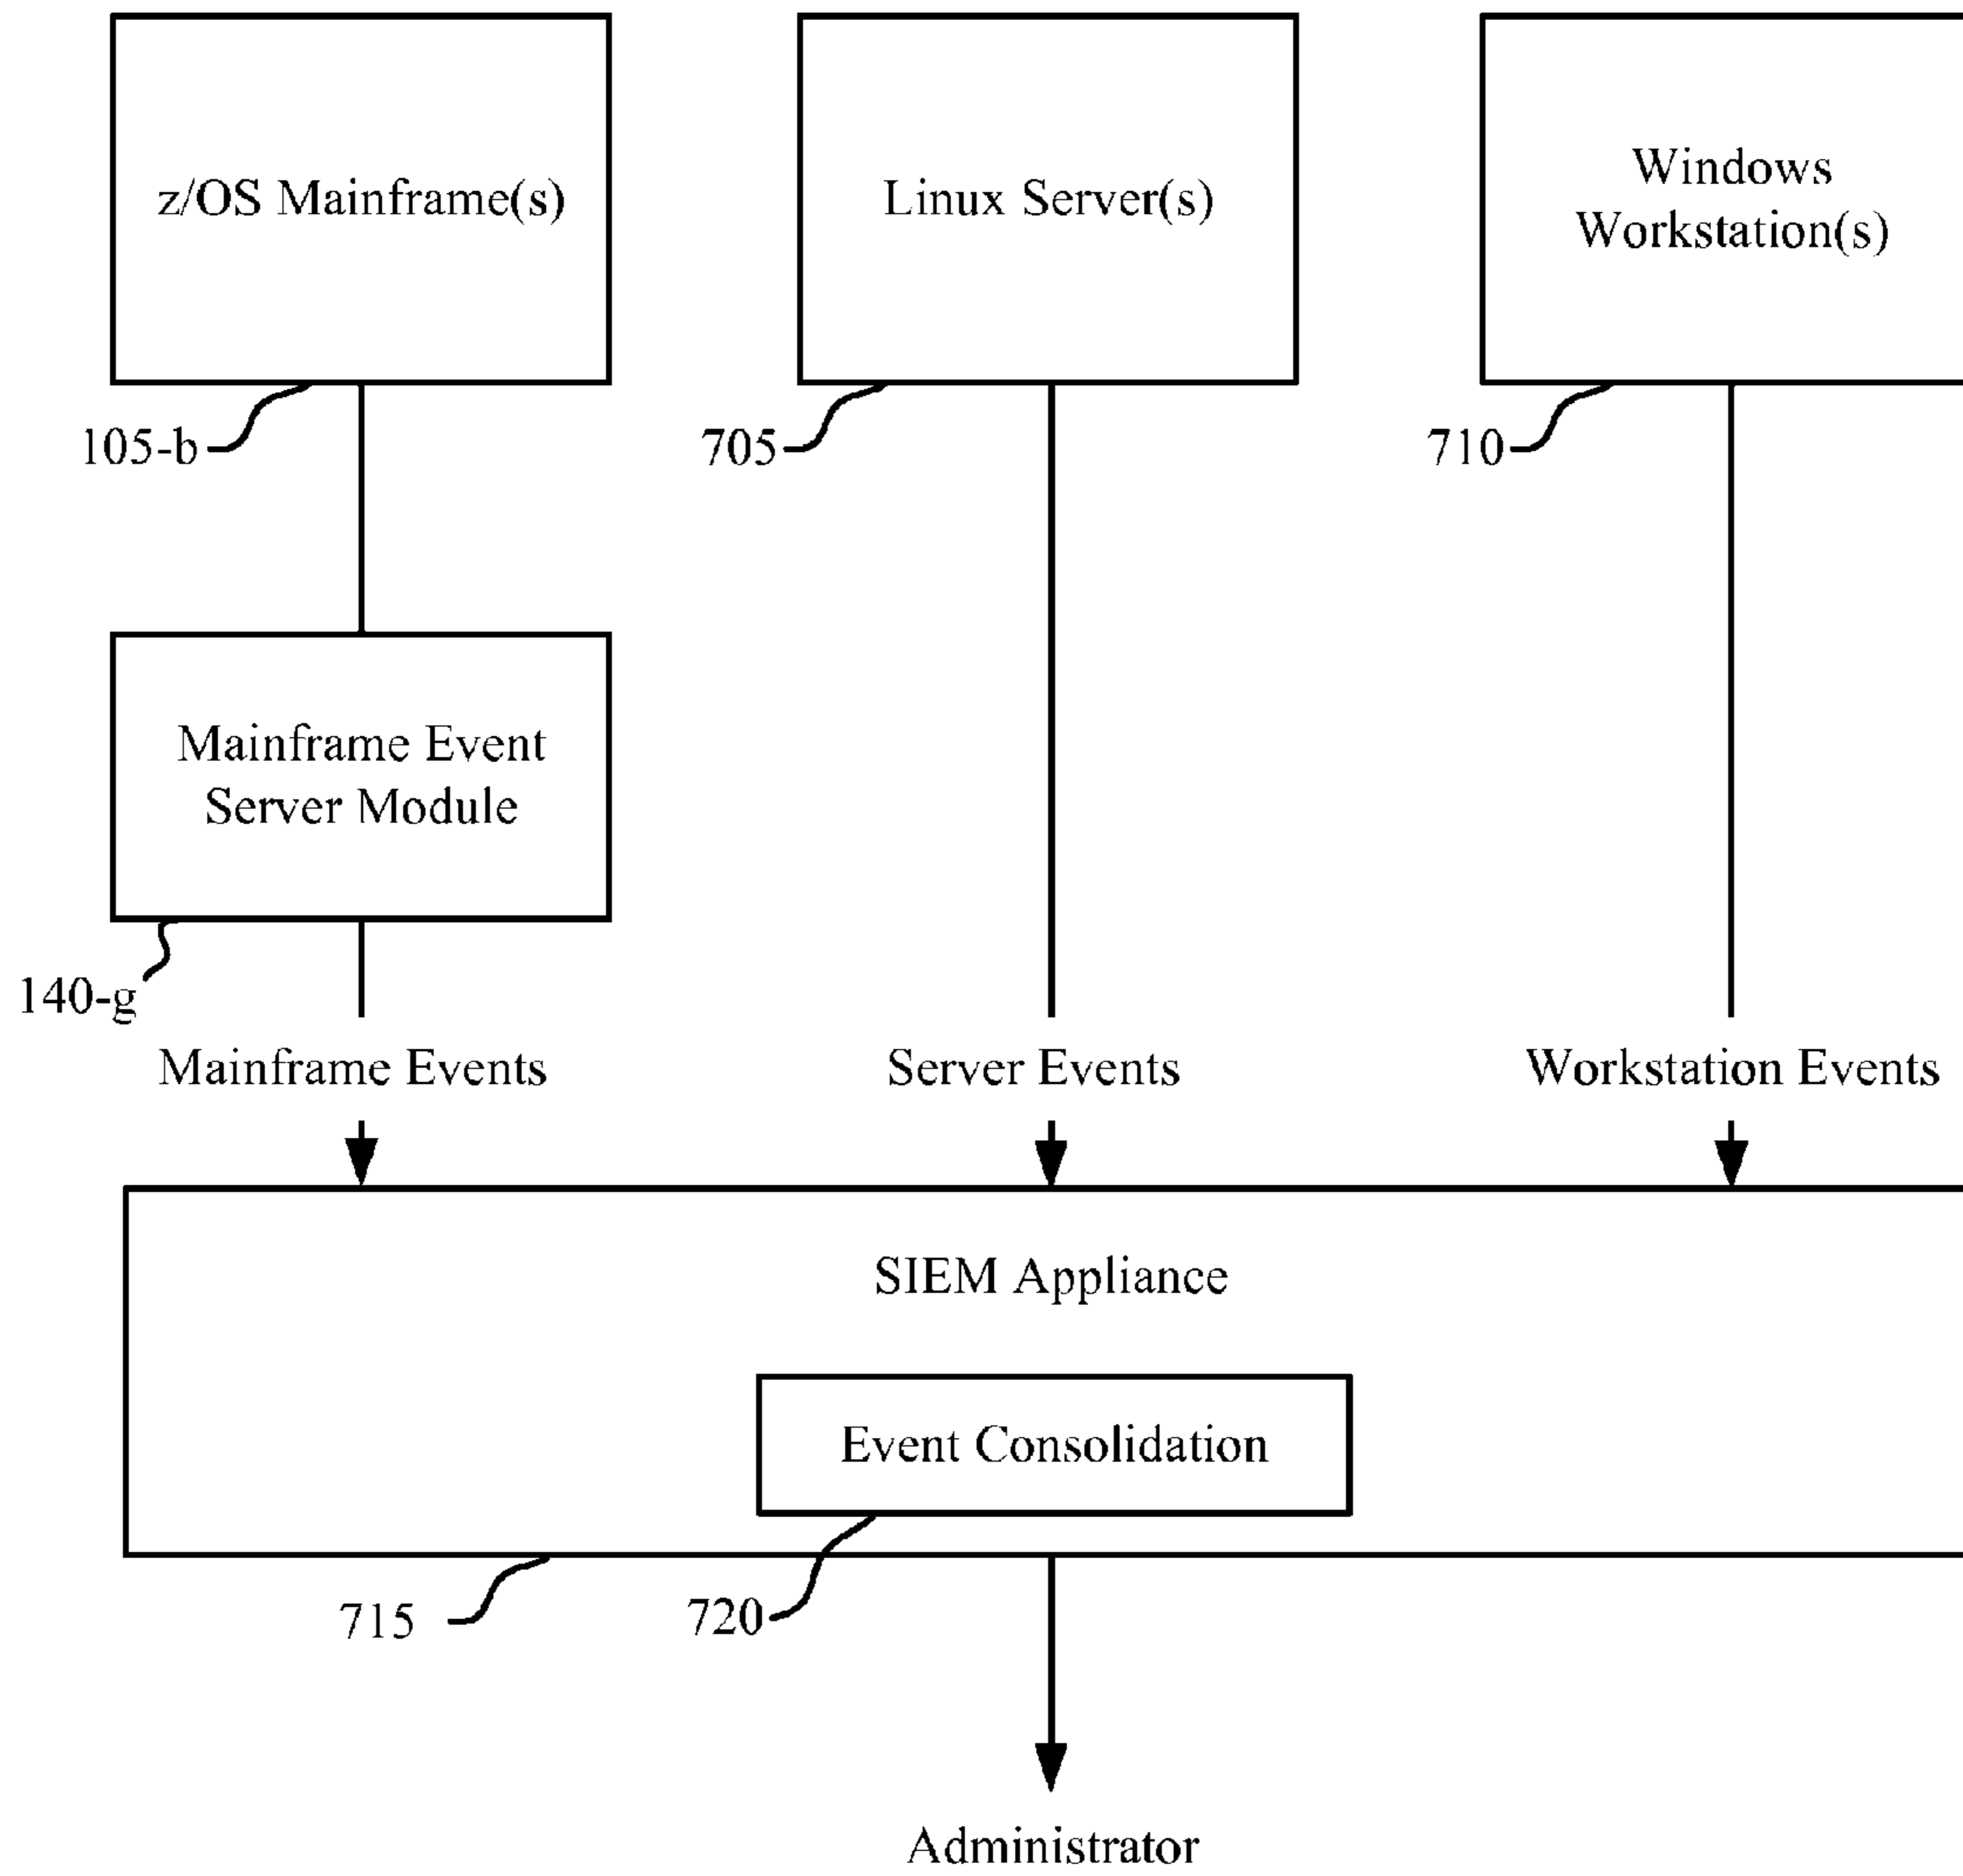 z/OS Mainframe(s)
Linux Server(s)
Windows
Workstation(s)
105-b
705
710
Mainframe Event
Server Module
140-g
Mainframe Events
Server Events
Workstation Events
SIEM Appliance
Event Consolidation
715
720
Administrator